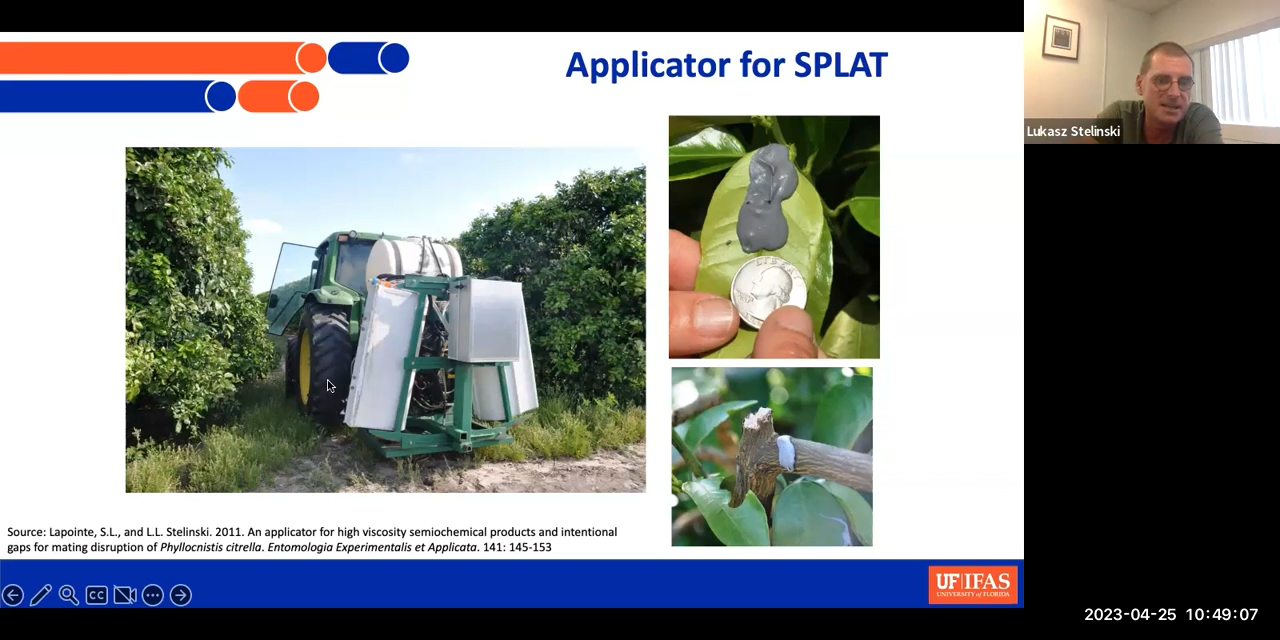 Applicator for SPLAT
Lukasz Stelinski
LIBERTY
Source: Lapointe, S.L., and L.L. Stelinski. 2011. An applicator for high viscosity semiochemical products and intentional
gaps for mating disruption of Phyllocnistis citrella. Entomologia Experimentalis et Applicata. 141: 145-153
CC
UF|IFAS
UNIVERSITY of FLORIDA
2023-04-25 10:49:07